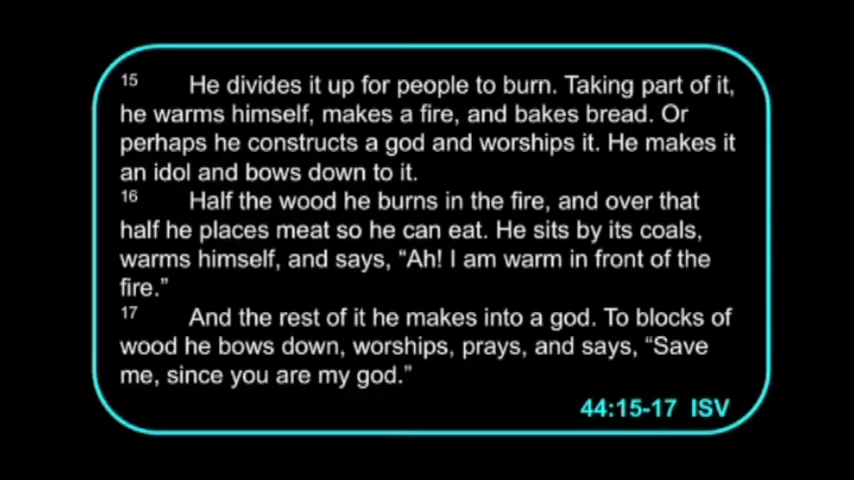 15 He divides it up for people to burn. Taking part of it,
he warms himself, makes a fire, and bakes bread. Or
perhaps he constructs a god and worships it. He makes it
an idol and bows down to it.
16 Half the wood he burns in the fire, and over that
half he places meat so he can eat. He sits by its coals,
warms himself, and says, “Ah! I am warm in front of the
fire.”
17 And the rest of it he makes into a god. To blocks of
wood he bows down, worships, prays, and says, “Save
me, since you are my god.”
44:15-17 ISV